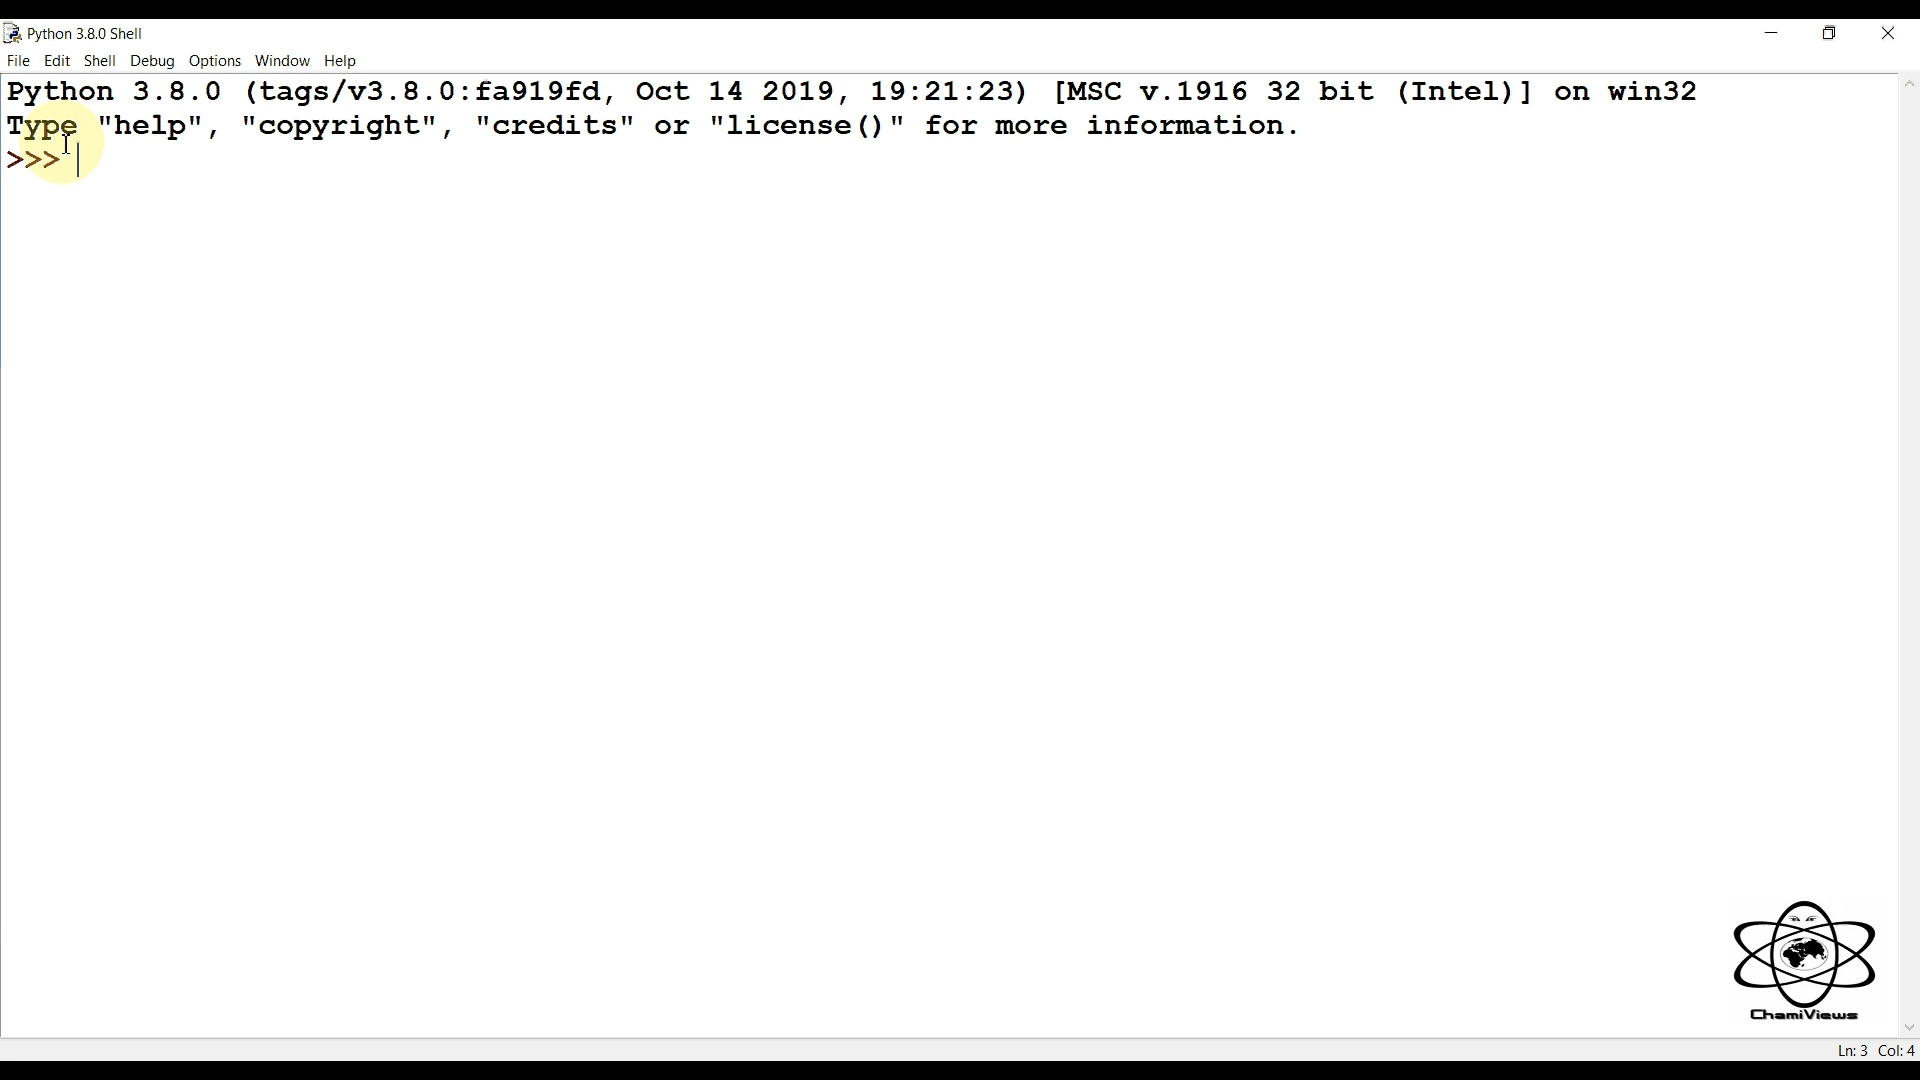 Python 3.8.0 Shell
File Edit Shell Debug Options Window Help
Python 3.8.0 (tags/v3.8.0:fa919fd, Oct 14 2019, 19:21:23) [MSC v.1916 32 bit (Intel)] on win32
Type "help", "copyright", "credits" or "license()" for more information.
>>>
ChamiViews
Ln: 3 Col: 4